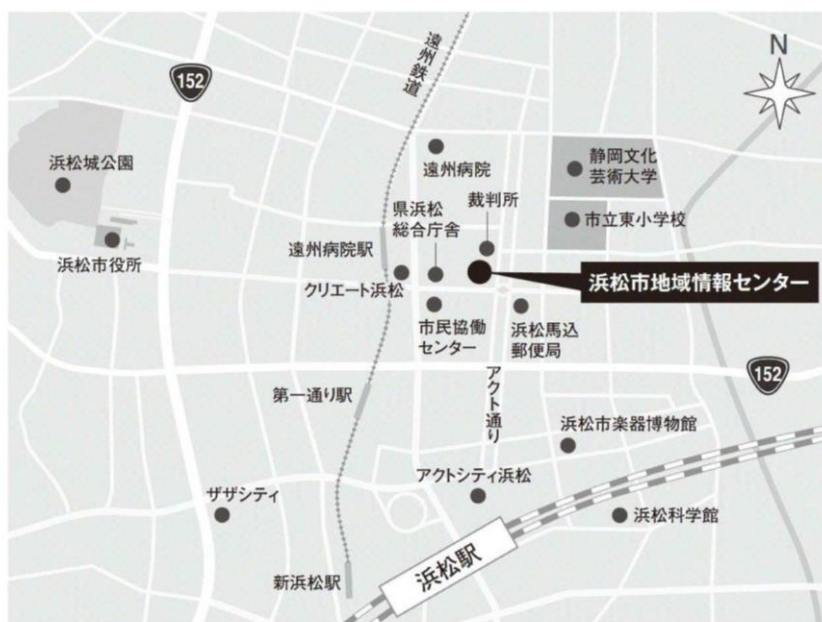 N
152
遠州鉄道
浜松城公園
遠州病院
静岡文化
芸術大学
県浜松
総合庁舎
裁判所
市立東小学校
浜松市役所
遠州病院駅
クリエート浜松
浜松市地域情報センター
市民協働
センター
浜松馬込
郵便局
152
第一通り駅
アクト通り
浜松市楽器博物館
アクトシティ浜松
ザザシティ
浜松科学館
浜松駅
新浜松駅